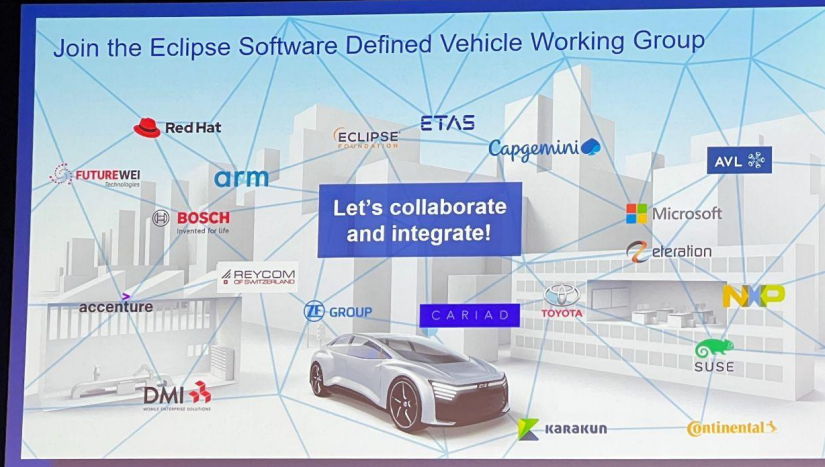 Join the Eclipse Software Defined Vehicle Working Group
Red Hat
ECLIPSE
FOUNDATION
ETAS
Capgemini
AVL
FUTUREWEI
Technologies
arm
BOSCH
Invented for life
Let's collaborate
and integrate!
Microsoft
eteration
REYCOM
OF SWITZERLAND
accenture
ZF GROUP
CARIAD
TOYOTA
NXP
SUSE
DMI
MOBILE ENTERPRISE SOLUTIONS
KARAKUN
Continental